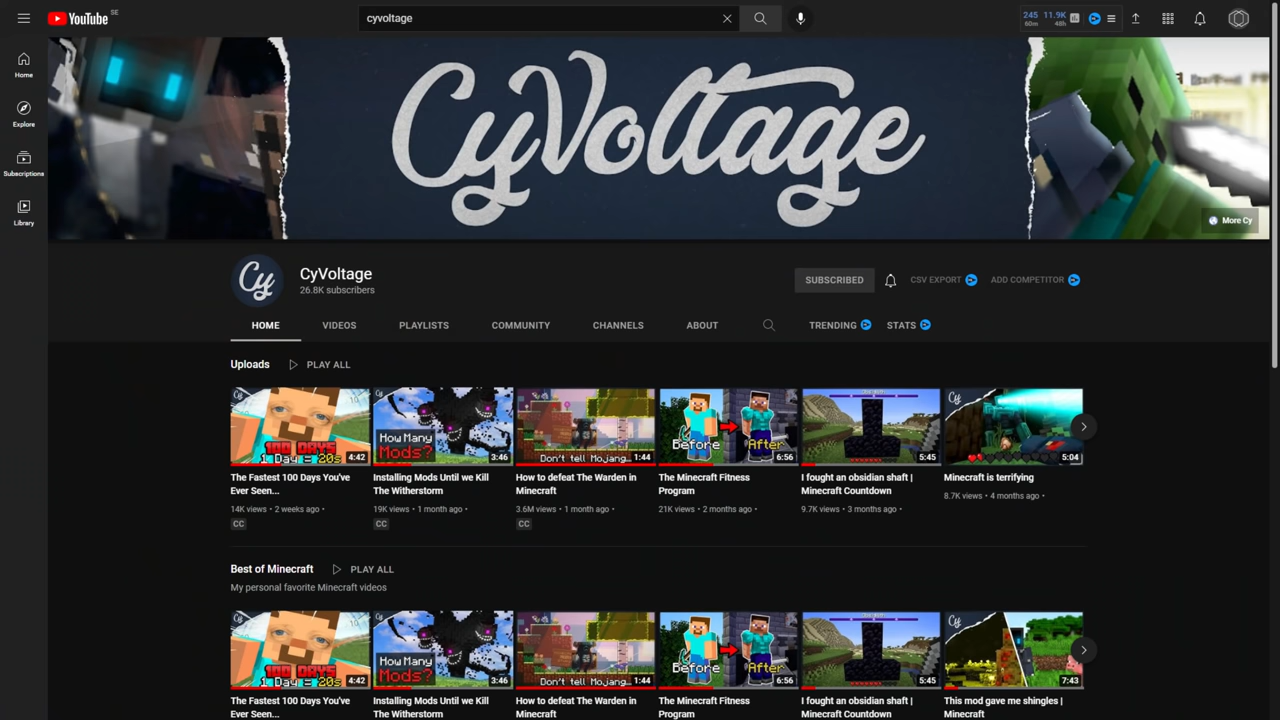 YouTube SE
cyvoltage
245 11.9K
60m 48h
Home
Explore
Subscriptions
Library
CyVoltage
More Cy
Cy
CyVoltage
26.8K subscribers
SUBSCRIBED
CSV EXPORT
ADD COMPETITOR
HOME
VIDEOS
PLAYLISTS
COMMUNITY
CHANNELS
ABOUT
TRENDING
STATS
Uploads
PLAY ALL
Cy
100 DAYS
1 Day = 20s
4:42
Cy
How Many
Mods?
3:46
Don't tell Mojang...
1:44
Before
After
6:56
5:45
Cy
5:04
The Fastest 100 Days You've
Ever Seen...
14K views • 2 weeks ago •
CC
Installing Mods Until we Kill
The Witherstorm
19K views • 1 month ago •
CC
How to defeat The Warden in
Minecraft
3.6M views • 1 month ago •
CC
The Minecraft Fitness
Program
21K views • 2 months ago •
I fought an obsidian shaft |
Minecraft Countdown
9.7K views • 3 months ago •
Minecraft is terrifying
8.7K views • 4 months ago •
Best of Minecraft
PLAY ALL
My personal favorite Minecraft videos
Cy
100 DAYS
1 Day = 20s
4:42
Cy
How Many
Mods?
3:46
Don't tell Mojang...
1:44
Before
After
6:56
5:45
Cy
7:43
The Fastest 100 Days You've
Ever Seen...
Installing Mods Until we Kill
The Witherstorm
How to defeat The Warden in
Minecraft
The Minecraft Fitness
Program
I fought an obsidian shaft |
Minecraft Countdown
This mod gave me shingles |
Minecraft